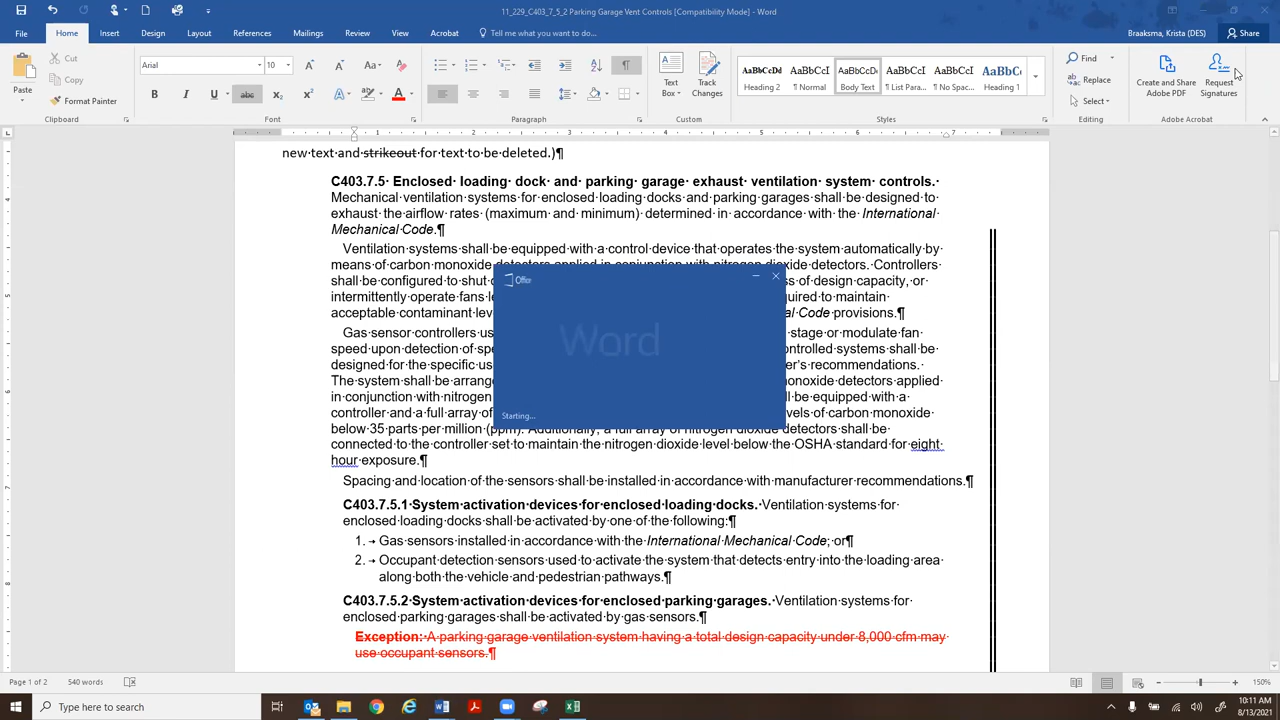 11_229_C403_7_5_2 Parking Garage Vent Controls [Compatibility Mode] - Word
File Home Insert Design Layout References Mailings Review View Acrobat Tell me what you want to do... Braaksma, Krista (DES) Share
Cut
Copy
Paste
Format Painter
Clipboard
Arial 10
Font
Paragraph
Text Box
Track Changes
Custom
AaBbCcDd Heading 2
AaBbCcI ¶ Normal
AaBbCcI Body Text
AaBbCcI ¶ List Para...
AaBbCcI ¶ No Spac...
AaBbC Heading 1
Styles
Find
Replace
Select
Editing
Create and Share Adobe PDF
Request Signatures
Adobe Acrobat
new text and strikeout for text to be deleted.)¶
C403.7.5 Enclosed loading dock and parking garage exhaust ventilation system controls.
Mechanical ventilation systems for enclosed loading docks and parking garages shall be designed to
exhaust the airflow rates (maximum and minimum) determined in accordance with the International
Mechanical Code.¶
Ventilation systems shall be equipped with a control device that operates the system automatically by
means of carbon monoxide detectors applied in conjunction with nitrogen dioxide detectors. Controllers
shall be configured to shut o ss of design capacity, or
intermittently operate fans le uired to maintain
acceptable contaminant lev al Code provisions.¶
Gas sensor controllers us stage or modulate fan
speed upon detection of spe ontrolled systems shall be
designed for the specific us er's recommendations.
The system shall be arrange monoxide detectors applied
in conjunction with nitrogen ll be equipped with a
controller and a full array of evels of carbon monoxide
below 35 parts per million (ppm). Additionally, a full array of nitrogen dioxide detectors shall be
connected to the controller set to maintain the nitrogen dioxide level below the OSHA standard for eight
hour exposure.¶
Spacing and location of the sensors shall be installed in accordance with manufacturer recommendations.¶
C403.7.5.1 System activation devices for enclosed loading docks. Ventilation systems for
enclosed loading docks shall be activated by one of the following:¶
1. Gas sensors installed in accordance with the International Mechanical Code; or¶
2. Occupant detection sensors used to activate the system that detects entry into the loading area
along both the vehicle and pedestrian pathways.¶
C403.7.5.2 System activation devices for enclosed parking garages. Ventilation systems for
enclosed parking garages shall be activated by gas sensors.¶
Exception: A parking garage ventilation system having a total design capacity under 8,000 cfm may
use occupant sensors.¶
Office
Word
Starting...
Page 1 of 2 540 words 150%
Type here to search
10:11 AM
8/13/2021